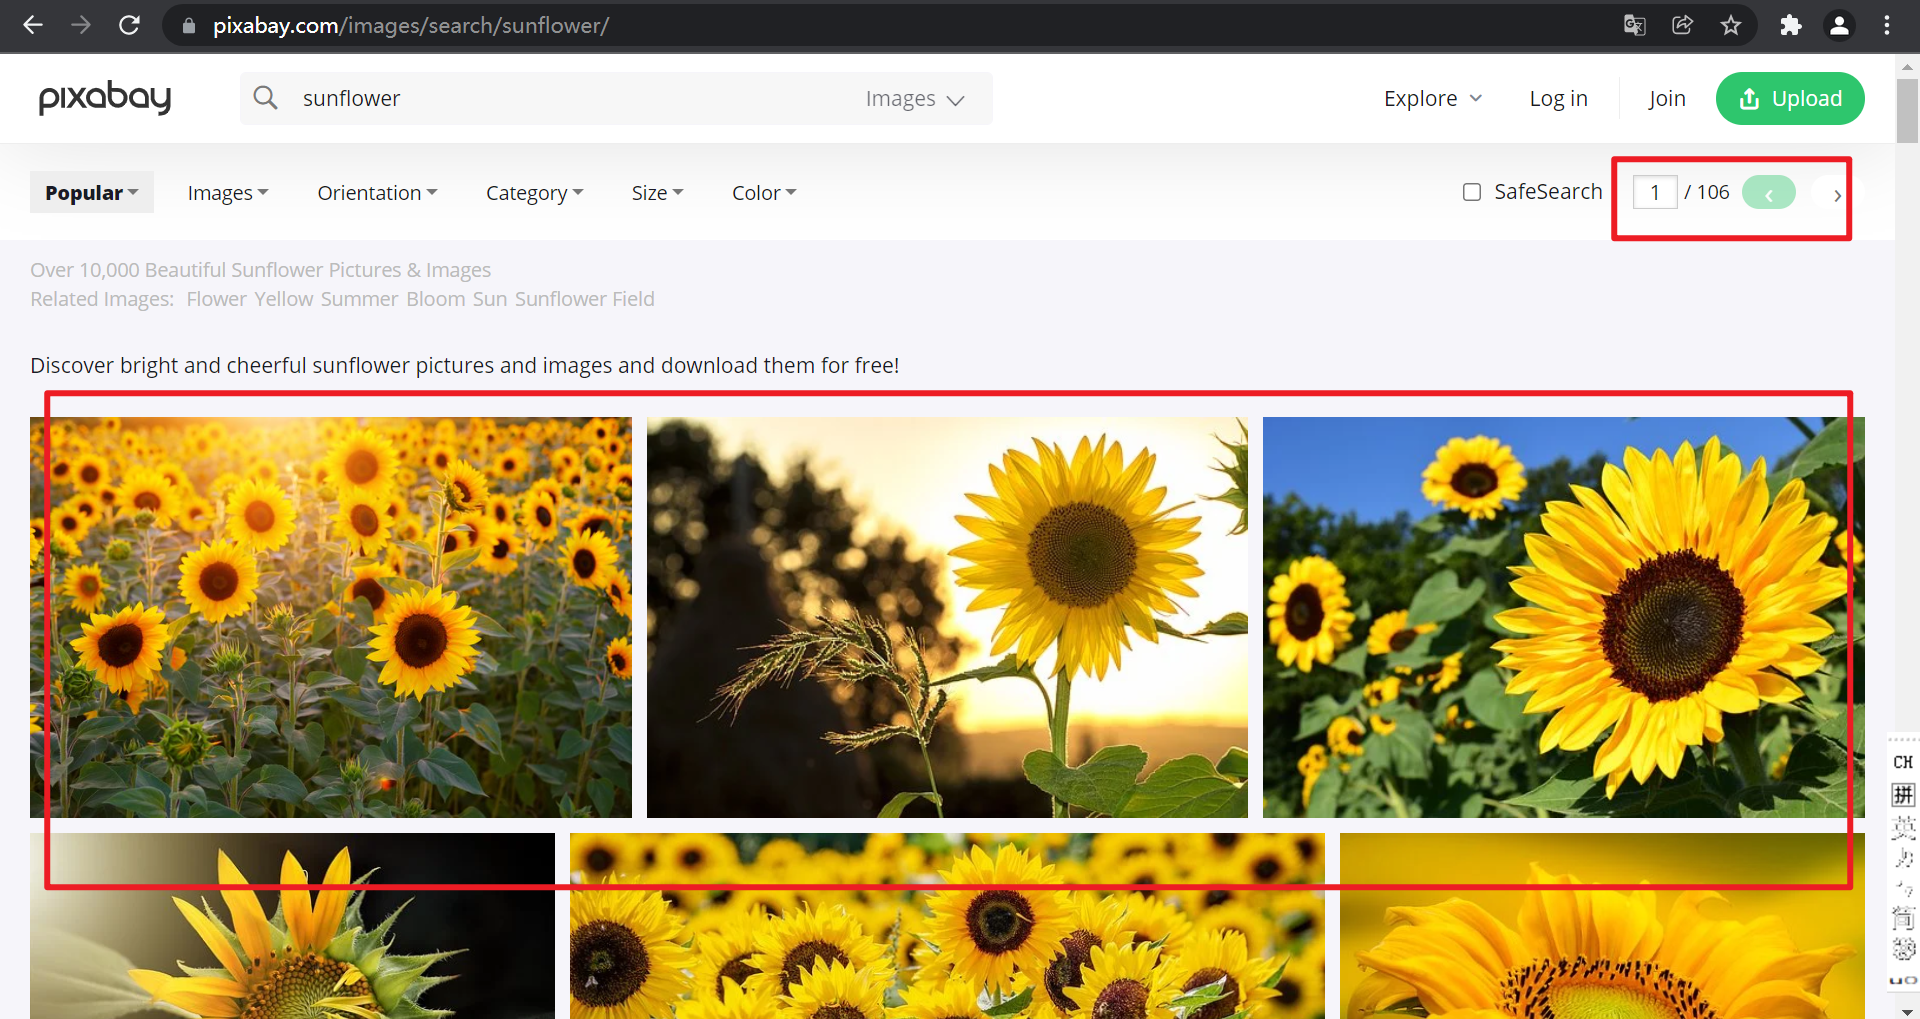 pixabay.com/images/search/sunflower/
pixabay
sunflower
Images
Explore
Log in
Join
Upload
Popular
Images
Orientation
Category
Size
Color
SafeSearch
1 / 106
Over 10,000 Beautiful Sunflower Pictures & Images
Related Images: Flower Yellow Summer Bloom Sun Sunflower Field
Discover bright and cheerful sunflower pictures and images and download them for free!
CH
拼
英
简